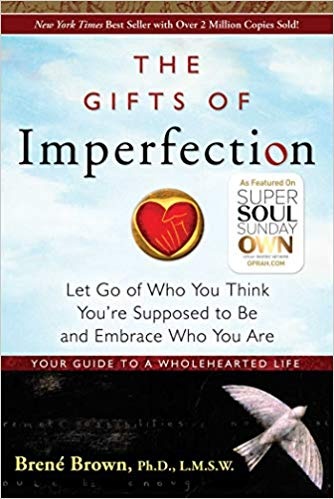 New York Times Best Seller with Over 2 Million Copies Sold!
THE
GIFTS OF
Imperfection
As Featured On
SUPER
SOUL
SUNDAY
OWN
OPRAH.COM
Let Go of Who You Think
You're Supposed to Be
and Embrace Who You Are
YOUR GUIDE TO A WHOLEHEARTED LIFE
Brené Brown, Ph.D., L.M.S.W.